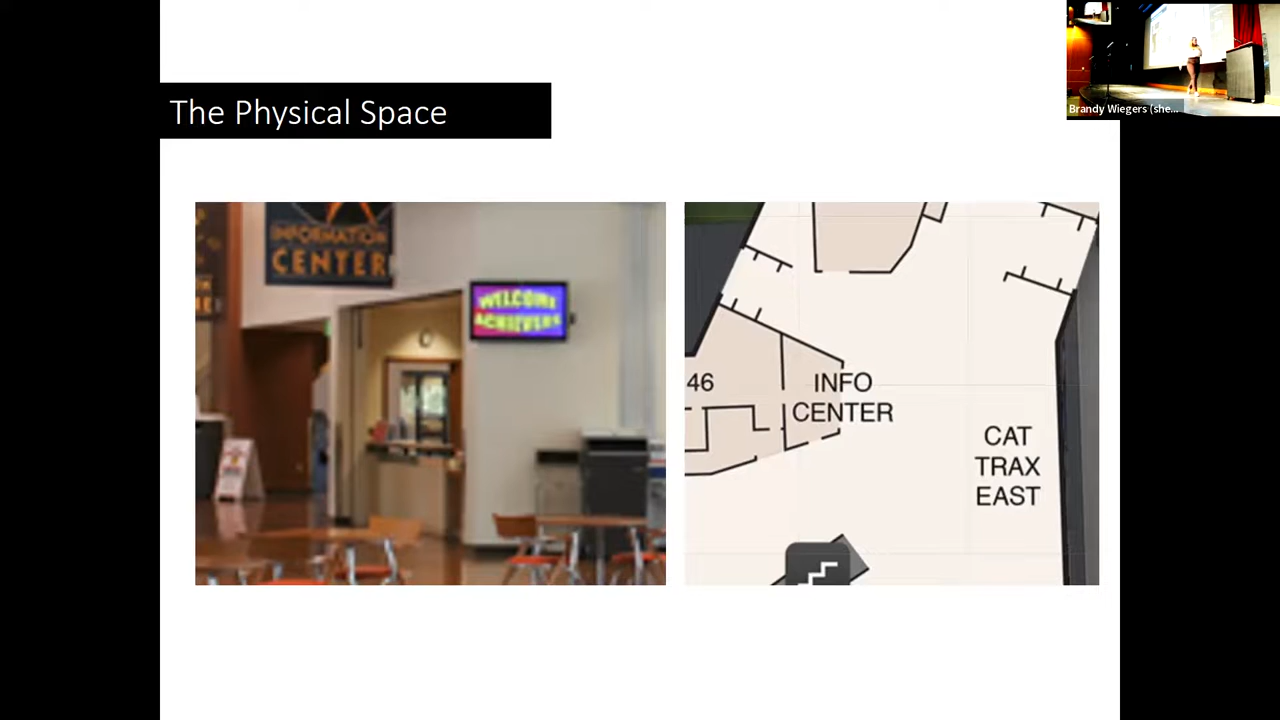 The Physical Space
Brandy Wiegers (she...
INFORMATION
CENTER
WELCOME
ACHIEVERS
46
INFO
CENTER
CAT
TRAX
EAST